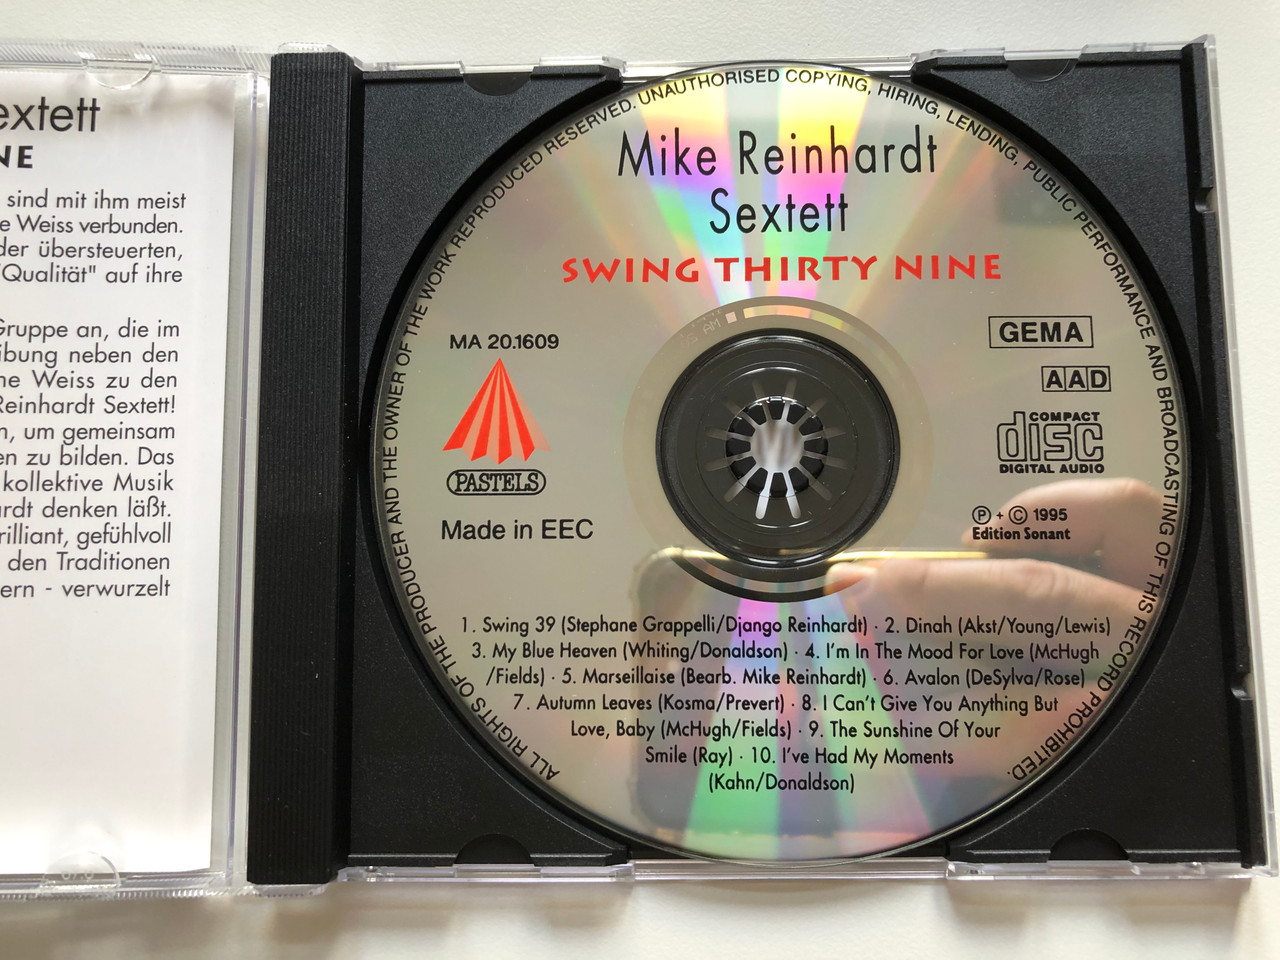 extett
NE
sind mit ihm meist
e Weiss verbunden.
der übersteuerten,
"Qualität" auf ihre
Gruppe an, die im
ibung neben den
ne Weiss zu den
Reinhardt Sextett!
n, um gemeinsam
en zu bilden. Das
kollektive Musik
ardt denken läßt.
rilliant, gefühlvoll
den Traditionen
ern - verwurzelt
ALL RIGHTS OF THE PRODUCER AND THE OWNER OF THE WORK REPRODUCED RESERVED. UNAUTHORISED COPYING, HIRING, LENDING, PUBLIC PERFORMANCE AND BROADCASTING OF THIS RECORD PROHIBITED.
Mike Reinhardt
Sextett
SWING THIRTY NINE
MA 20.1609
PASTELS
Made in EEC
GEMA
AAD
COMPACT
disc
DIGITAL AUDIO
Ⓟ + © 1995
Edition Sonant
1. Swing 39 (Stephane Grappelli/Django Reinhardt) · 2. Dinah (Akst/Young/Lewis)
3. My Blue Heaven (Whiting/Donaldson) · 4. I'm In The Mood For Love (McHugh
/Fields) · 5. Marseillaise (Bearb. Mike Reinhardt) · 6. Avalon (DeSylva/Rose)
7. Autumn Leaves (Kosma/Prevert) · 8. I Can't Give You Anything But
Love, Baby (McHugh/Fields) · 9. The Sunshine Of Your
Smile (Ray) · 10. I've Had My Moments
(Kahn/Donaldson)